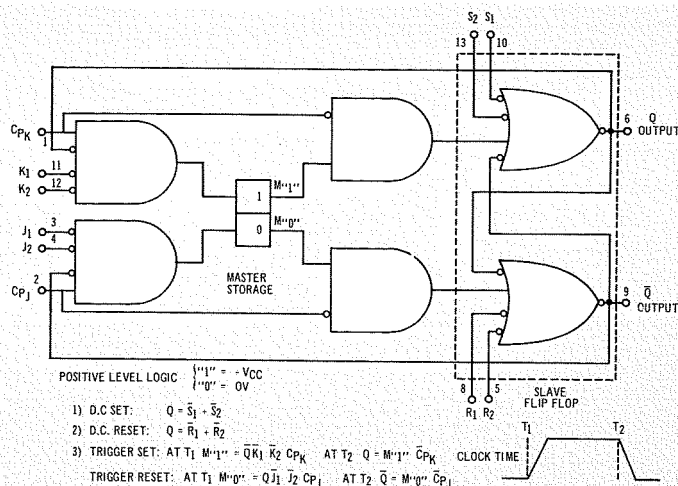 S2 S1
13 10
CPK
1
K1 11
K2 12
J1 3
J2 4
2
CPJ
M"1"
1
0
M"0"
MASTER
STORAGE
6 Q
OUTPUT
9 Q̅
OUTPUT
8 5
R1 R2
SLAVE
FLIP FLOP
POSITIVE LEVEL LOGIC {"1" = -VCC
"0" = 0V
1) D.C SET: Q = S̅1 + S̅2
2) D.C. RESET: Q = R̅1 + R̅2
3) TRIGGER SET: AT T1 M"1" = Q̅ K̅1 K̅2 CPK AT T2 Q = M"1" C̅PK
TRIGGER RESET: AT T1 M"0" = Q J̅1 J̅2 CPJ AT T2 Q̅ = M"0" C̅PJ
CLOCK TIME
T1 T2